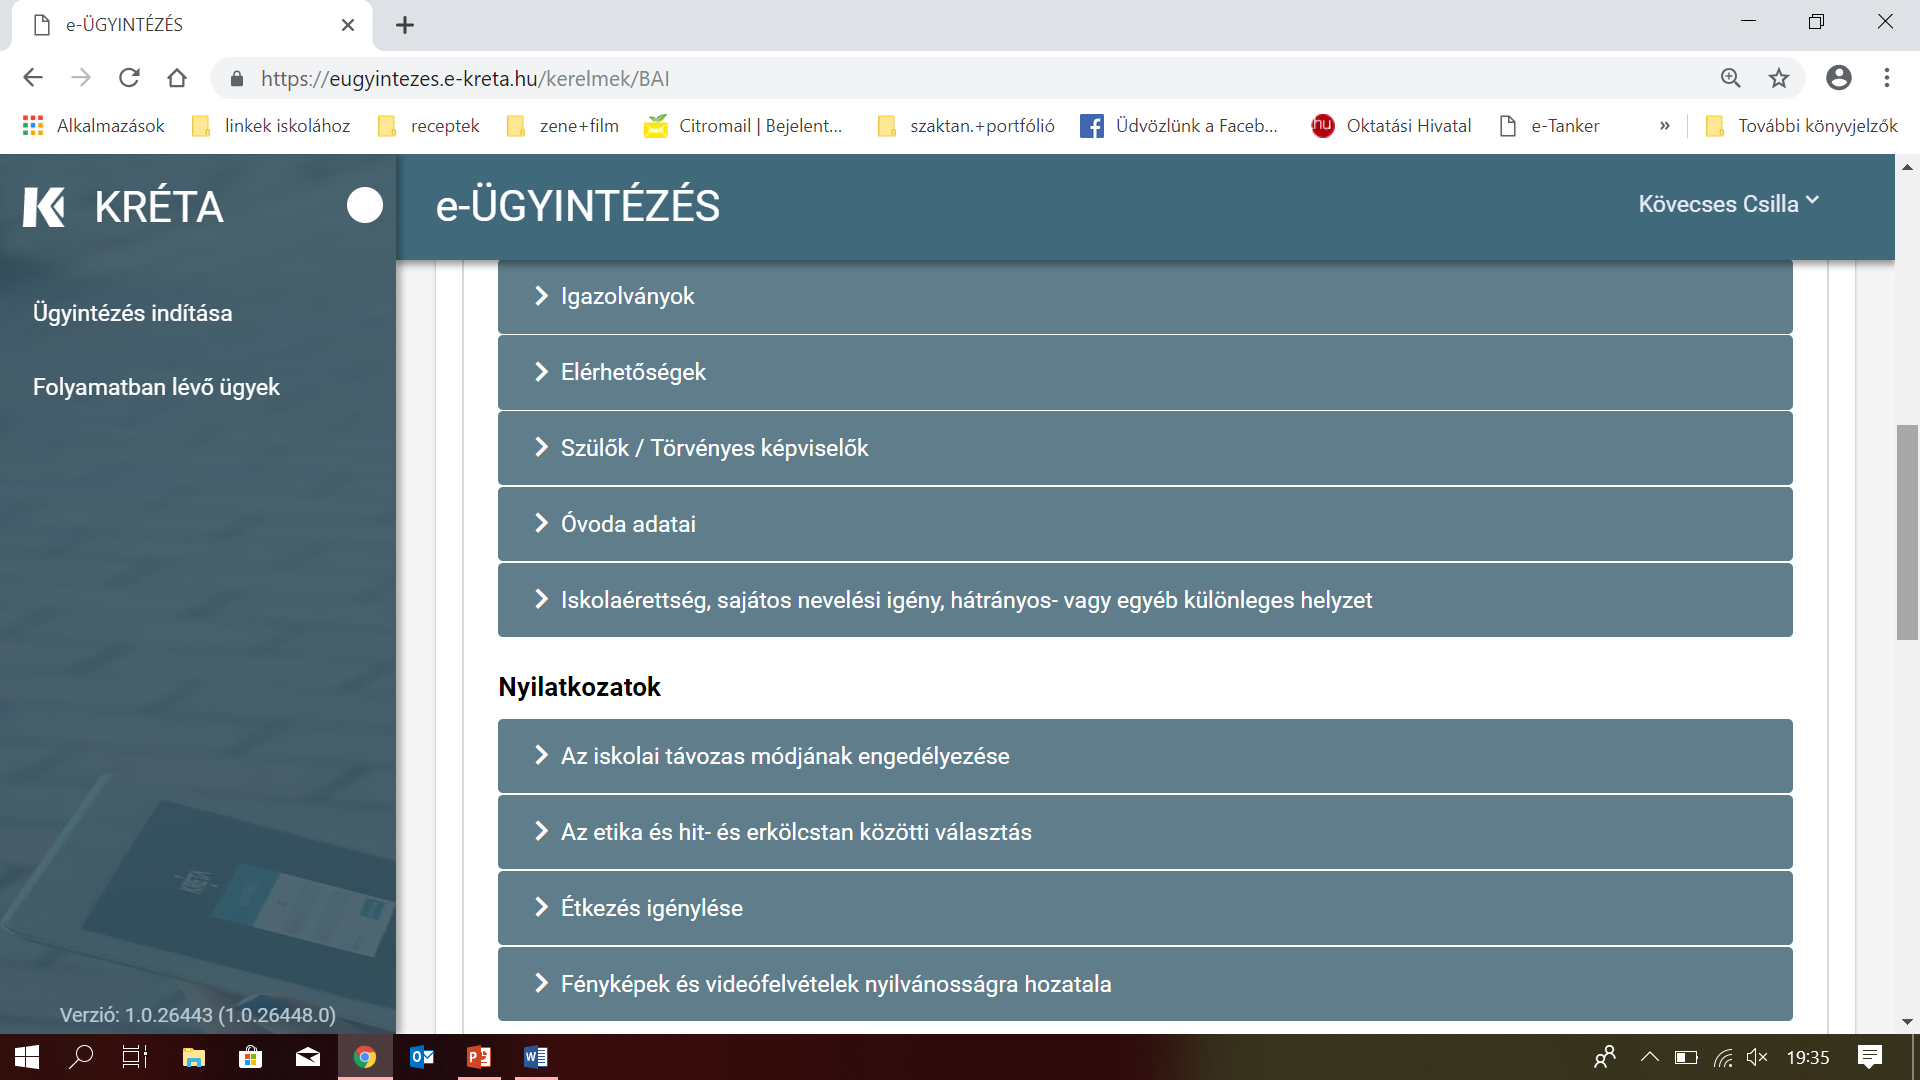 e-ÜGYINTÉZÉS
https://eugyintezes.e-kreta.hu/kerelmek/BAI
Alkalmazások linkek iskolához receptek zene+film Citromail | Bejelent... szaktan.+portfólió Üdvözlünk a Faceb... nu Oktatási Hivatal e-Tanker » További könyvjelzők
KRÉTA
e-ÜGYINTÉZÉS
Kövecses Csilla
Ügyintézés indítása
Folyamatban lévő ügyek
Igazolványok
Elérhetőségek
Szülők / Törvényes képviselők
Óvoda adatai
Iskolaérettség, sajátos nevelési igény, hátrányos- vagy egyéb különleges helyzet
Nyilatkozatok
Az iskolai távozas módjának engedélyezése
Az etika és hit- és erkölcstan közötti választás
Étkezés igénylése
Fényképek és videófelvételek nyilvánosságra hozatala
Verzió: 1.0.26443 (1.0.26448.0)
19:35